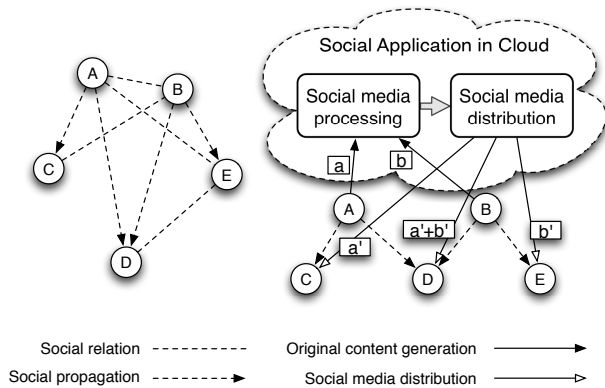 Social Application in Cloud
Social media
processing
Social media
distribution
A
B
C
E
D
a
b
A
B
a'
a'+b'
b'
C
D
E
Social relation
Social propagation
Original content generation
Social media distribution